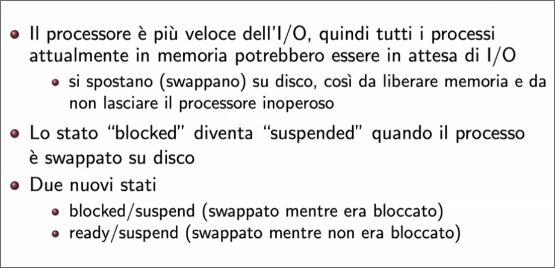 Il processore è più veloce dell'I/O, quindi tutti i processi
attualmente in memoria potrebbero essere in attesa di I/O
si spostano (swappano) su disco, così da liberare memoria e da
non lasciare il processore inoperoso
Lo stato “blocked” diventa “suspended” quando il processo
è swappato su disco
Due nuovi stati
blocked/suspend (swappato mentre era bloccato)
ready/suspend (swappato mentre non era bloccato)